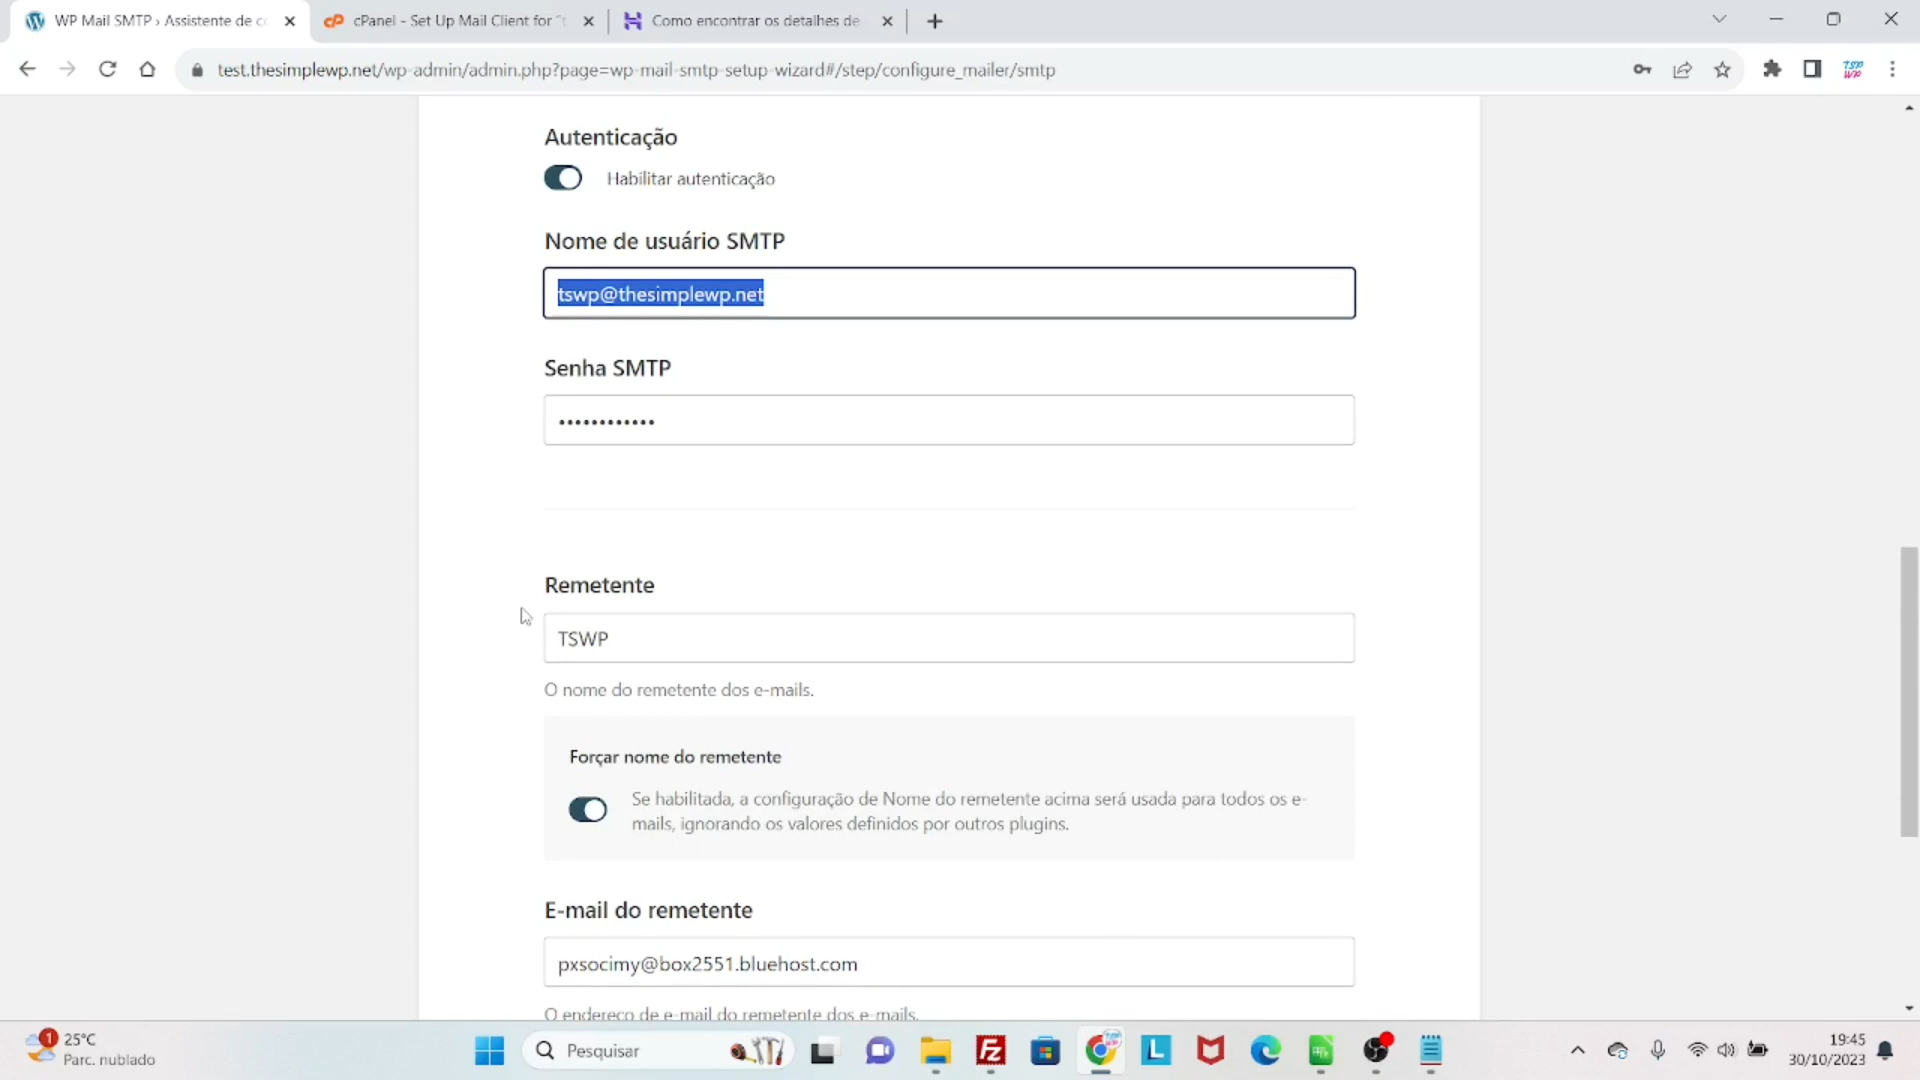 WP Mail SMTP › Assistente de co
cPanel - Set Up Mail Client for "t
Como encontrar os detalhes de
test.thesimplewp.net/wp-admin/admin.php?page=wp-mail-smtp-setup-wizard#/step/configure_mailer/smtp
Autenticação
Habilitar autenticação
Nome de usuário SMTP
tswp@thesimplewp.net
Senha SMTP
••••••••••••
Remetente
TSWP
O nome do remetente dos e-mails.
Forçar nome do remetente
Se habilitada, a configuração de Nome do remetente acima será usada para todos os e-
mails, ignorando os valores definidos por outros plugins.
E-mail do remetente
pxsocimy@box2551.bluehost.com
O endereço de e-mail do remetente dos e-mails.
1
25°C
Parc. nublado
Pesquisar
19:45
30/10/2023